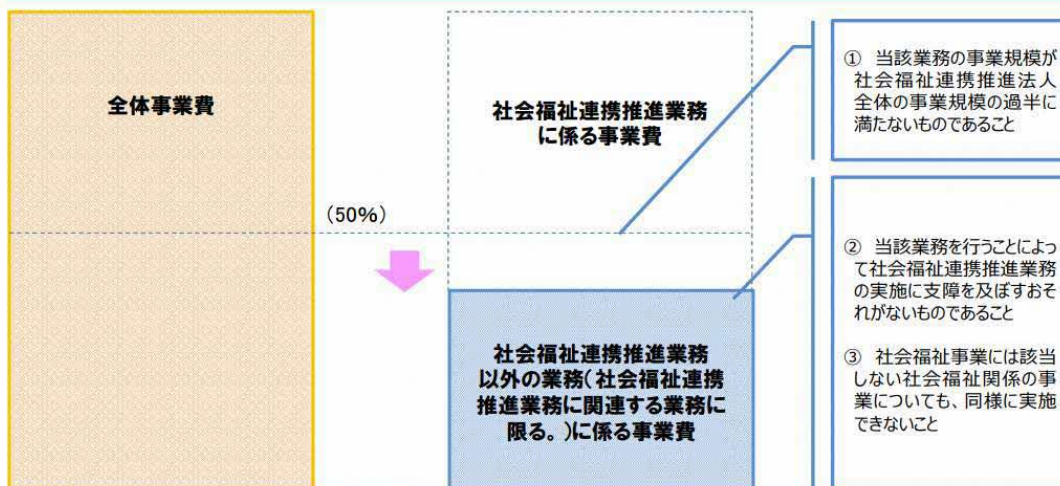 全体事業費
社会福祉連携推進業務
に係る事業費
(50%)
社会福祉連携推進業務
以外の業務(社会福祉連携
推進業務に関連する業務に
限る。)に係る事業費
① 当該業務の事業規模が
社会福祉連携推進法人
全体の事業規模の過半に
満たないものであること
② 当該業務を行うことによっ
て社会福祉連携推進業務
の実施に支障を及ぼすおそ
れがないものであること
③ 社会福祉事業には該当
しない社会福祉関係の事
業についても、同様に実施
できないこと